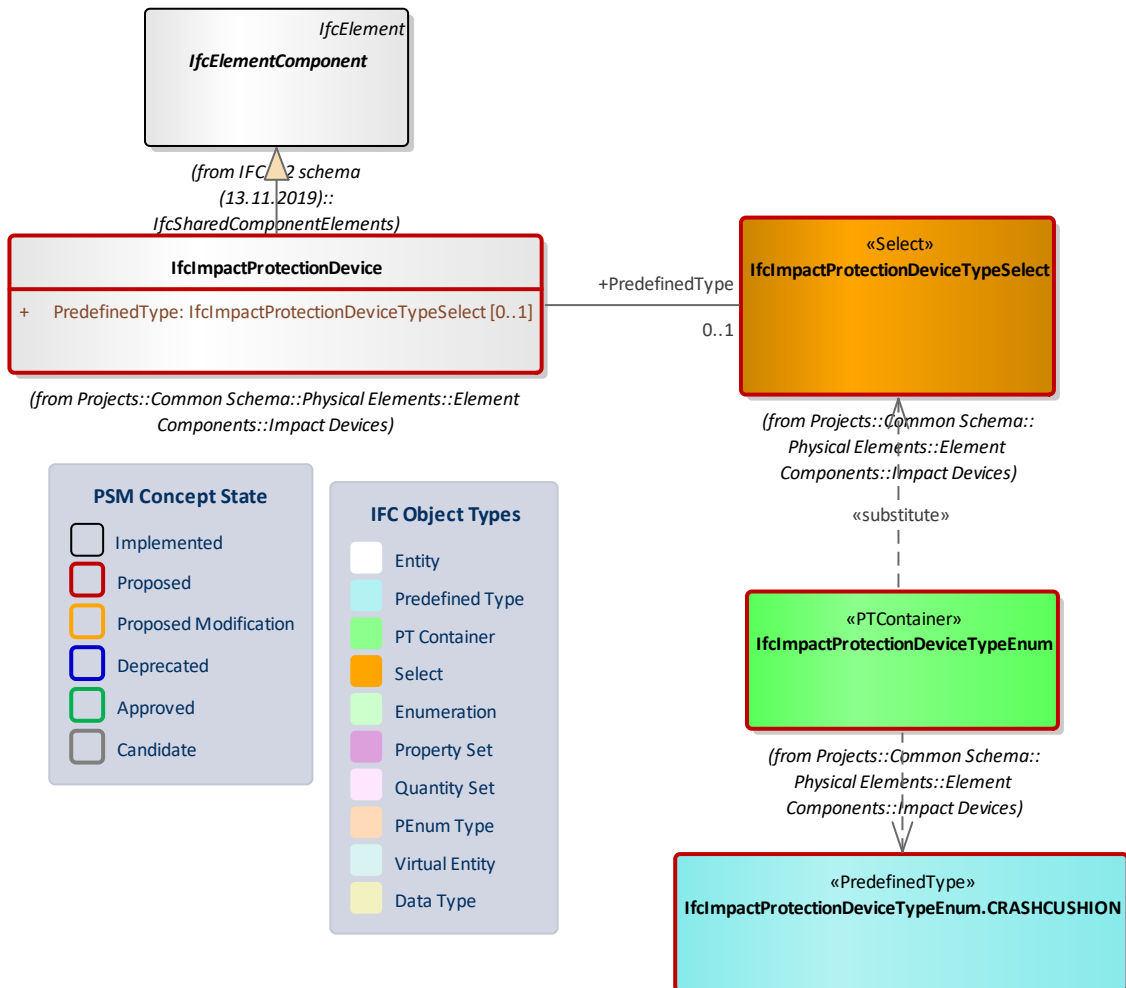 IfcElement
IfcElementComponent
(from IFC 2 schema
(13.11.2019)::
IfcSharedComponentElements)
IfcImpactProtectionDevice
+ PredefinedType: IfcImpactProtectionDeviceTypeSelect [0..1]
(from Projects::Common Schema::Physical Elements::Element
Components::Impact Devices)
+PredefinedType
0..1
«Select»
IfcImpactProtectionDeviceTypeSelect
(from Projects::Common Schema::
Physical Elements::Element
Components::Impact Devices)
«substitute»
«PTContainer»
IfcImpactProtectionDeviceTypeEnum
(from Projects::Common Schema::
Physical Elements::Element
Components::Impact Devices)
«PredefinedType»
IfcImpactProtectionDeviceTypeEnum.CRASHCUSHION
PSM Concept State
Implemented
Proposed
Proposed Modification
Deprecated
Approved
Candidate
IFC Object Types
Entity
Predefined Type
PT Container
Select
Enumeration
Property Set
Quantity Set
PEnum Type
Virtual Entity
Data Type